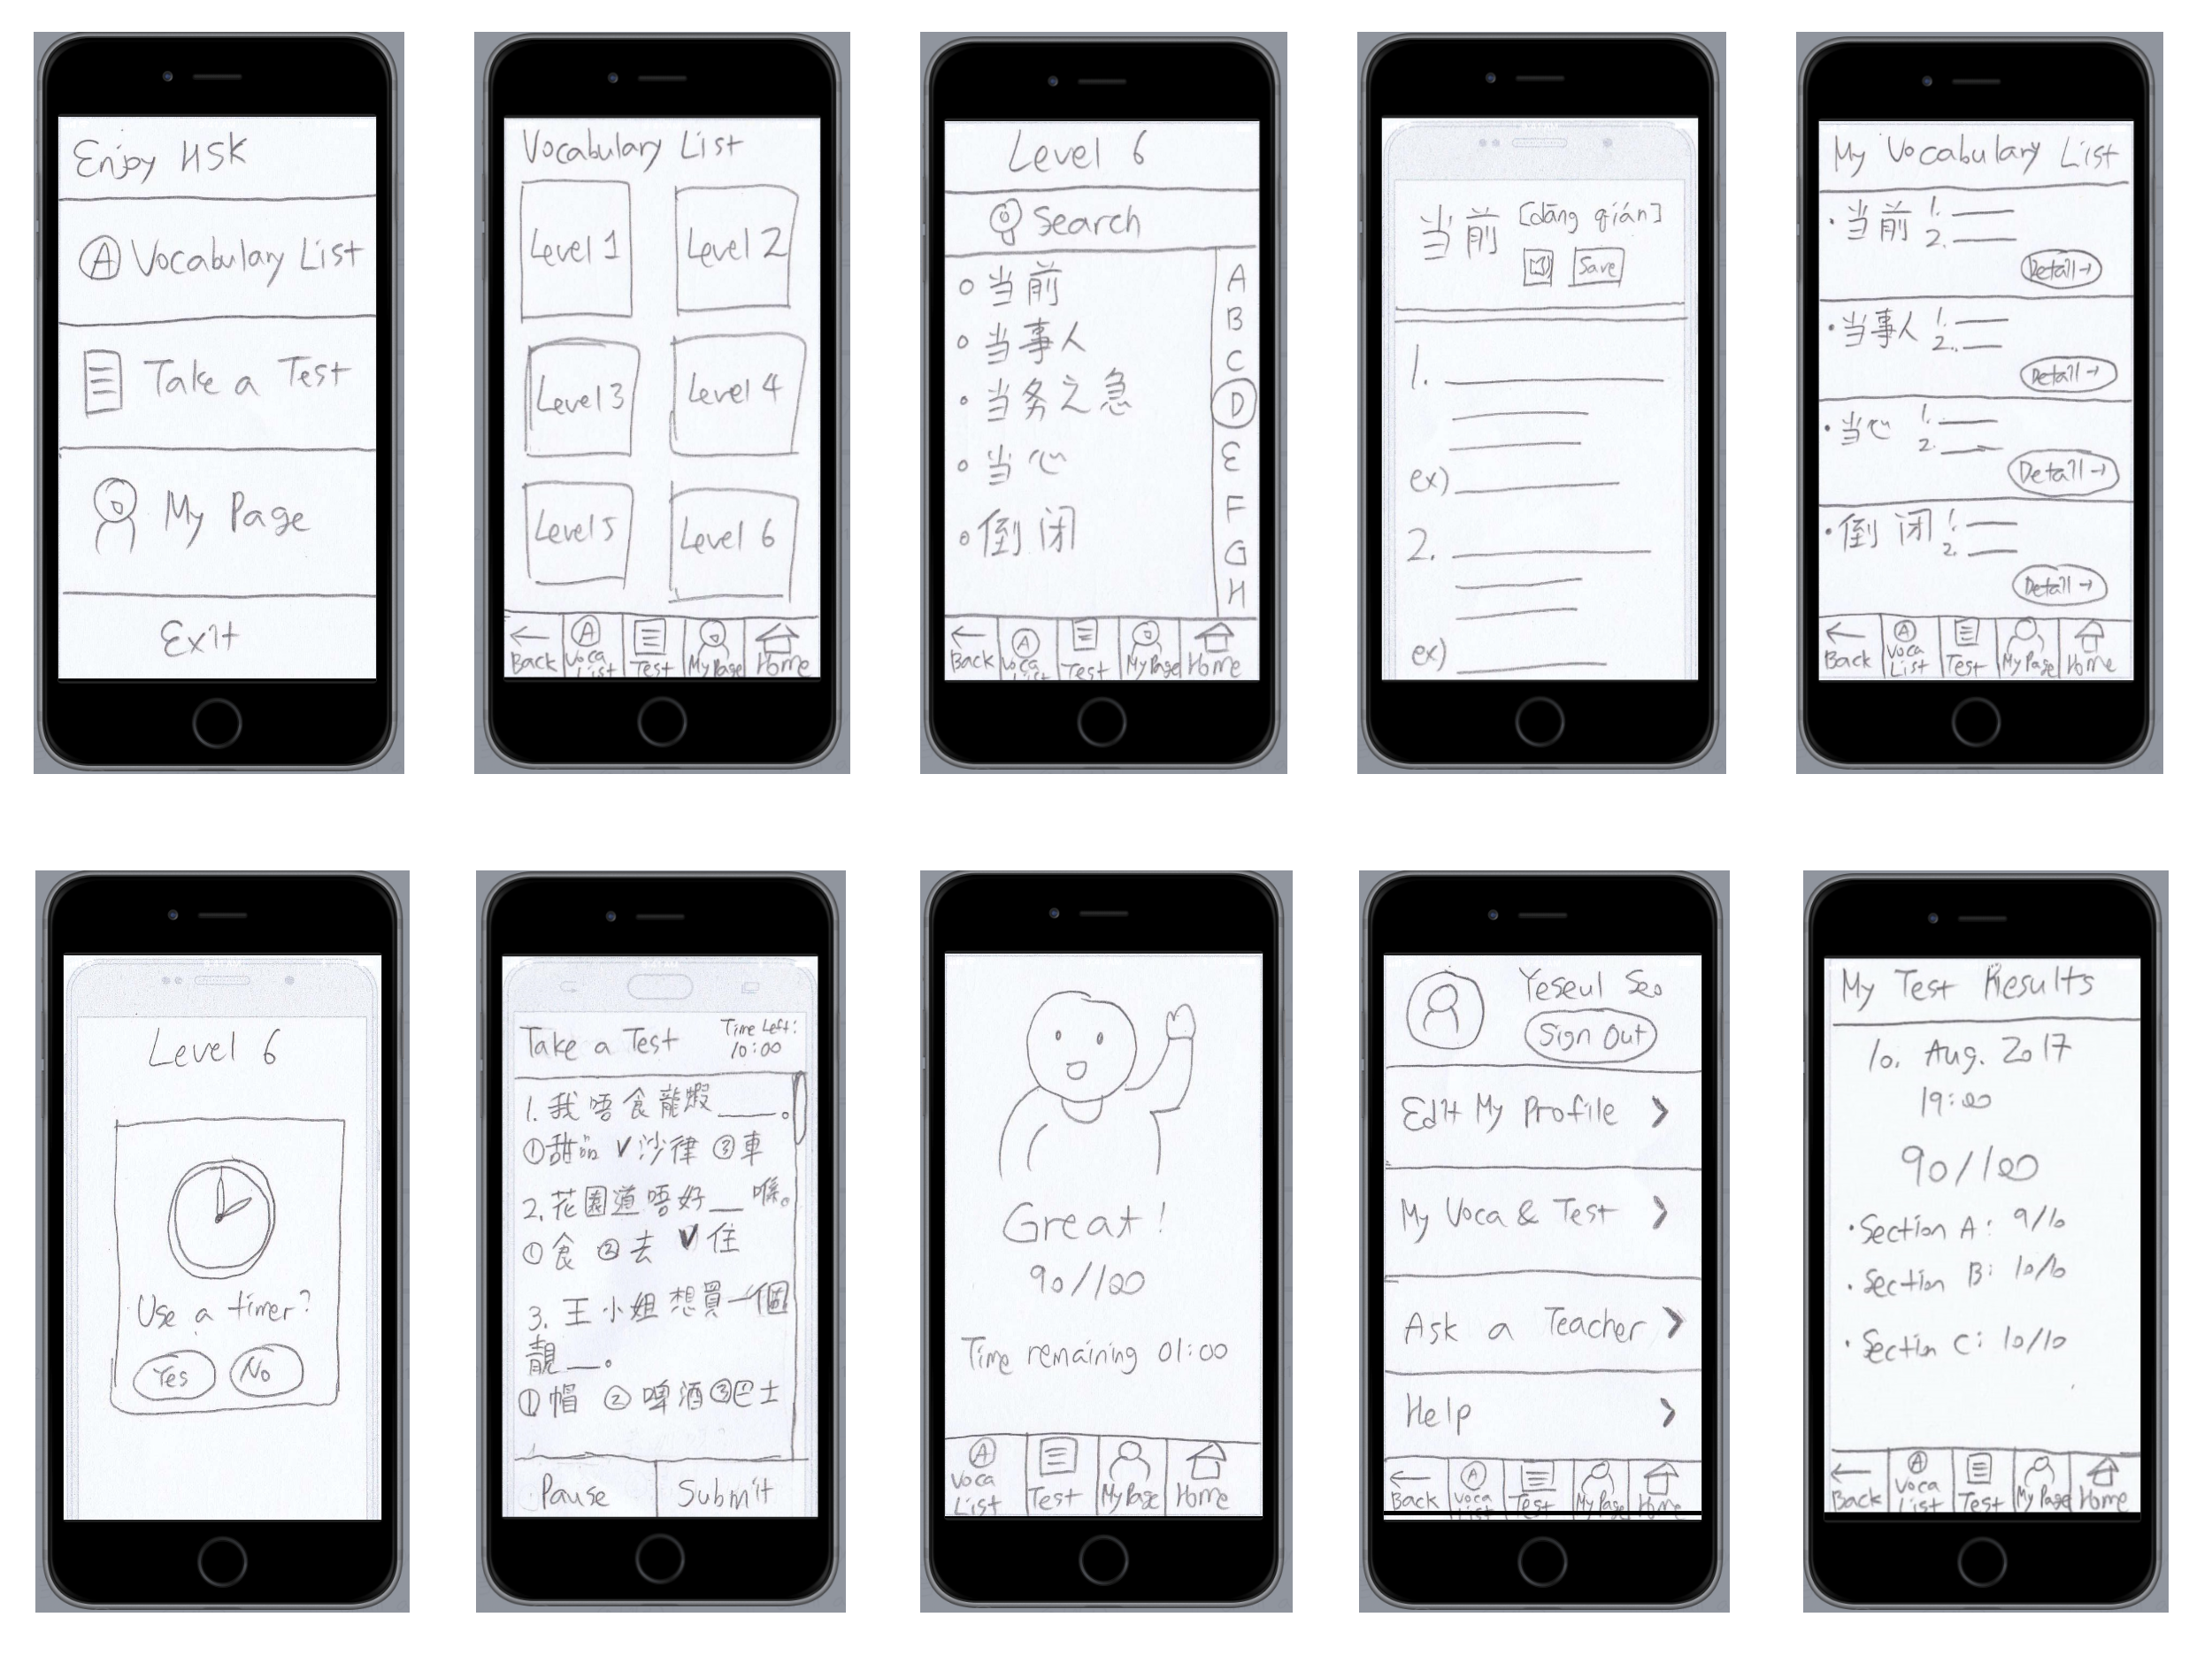 Enjoy HSK
A Vocabulary List
Take a Test
My Page
Exit
Vocabulary List
Level 1 Level 2
Level 3 Level 4
Level 5 Level 6
Back A Voca List Test My Page Home
Level 6
Search
当前
当事人
当务之急
当心
倒闭
A
B
C
D
E
F
G
H
Back A Voca List Test My Page Home
当前 [dāng qián]
Save
1.
ex)
2.
ex)
My Vocabulary List
• 当前 1.
2.
Detail →
• 当事人 1.
2.
Detail →
• 当心 1.
2.
Detail →
• 倒闭 1.
2.
Detail →
Back A Voca List Test My Page Home
Level 6
Use a timer?
Yes No
Take a Test Time Left: 10:00
1. 我唔食龍蝦___。
①甜品 ✓沙律 ③車
2. 花園道唔好__喺。
①食 ②去 ✓住
3. 王小姐想買一個
靚__。
①帽 ②啤酒 ③巴士
Pause Submit
Great!
90/100
Time remaining 01:00
A Voca List Test My Page Home
Yeseul Seo
Sign Out
Edit My Profile >
My Voca & Test >
Ask a Teacher >
Help >
Back A Voca List Test My Page Home
My Test Results
10. Aug. 2017
19:00
90/100
• Section A: 9/10
• Section B: 10/10
• Section C: 10/10
Back A Voca List Test My Page Home